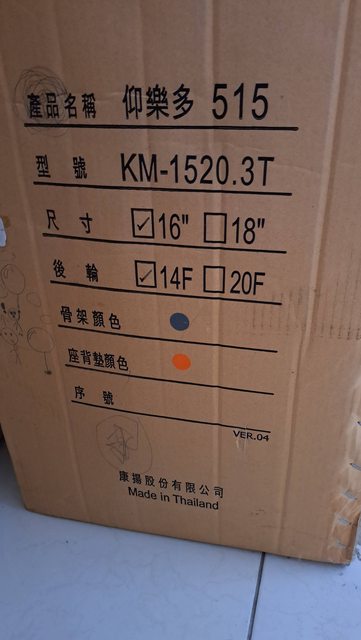 產品名稱 仰樂多 515
型號 KM-1520.3T
尺寸 ☑16" ☐18"
後輪 ☑14F ☐20F
骨架顏色
座背墊顏色
序號
VER.04
康揚股份有限公司
Made in Thailand